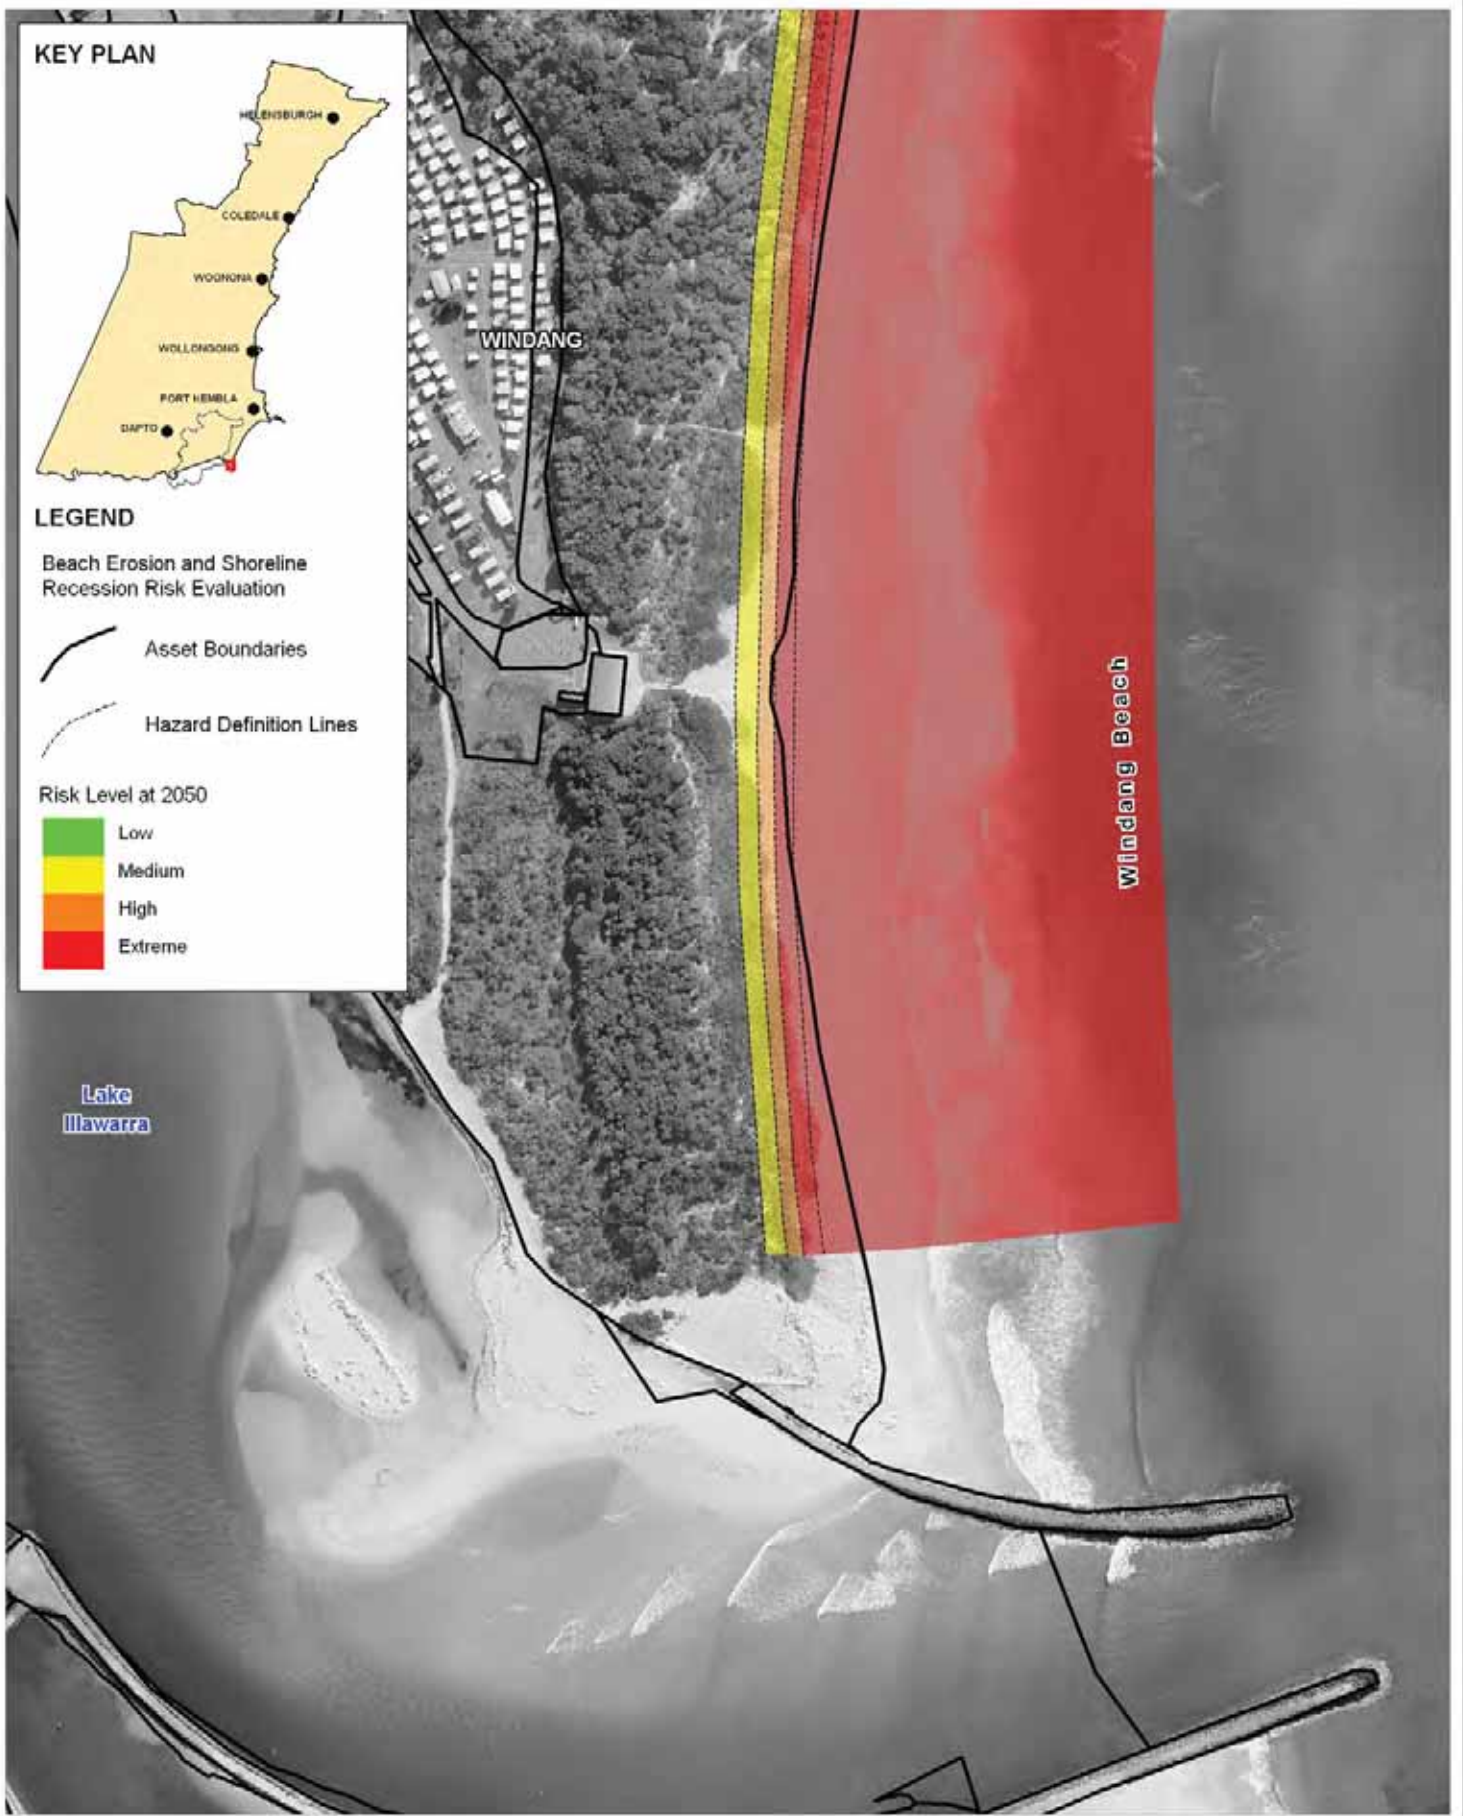 KEY PLAN
HELENSBURGH
COLEDALE
WOONONA
WOLLONGONG
PORT KEMBLA
DAPTO
LEGEND
Beach Erosion and Shoreline
Recession Risk Evaluation
Asset Boundaries
Hazard Definition Lines
Risk Level at 2050
Low
Medium
High
Extreme
WINDANG
Windang Beach
Lake
Illawarra